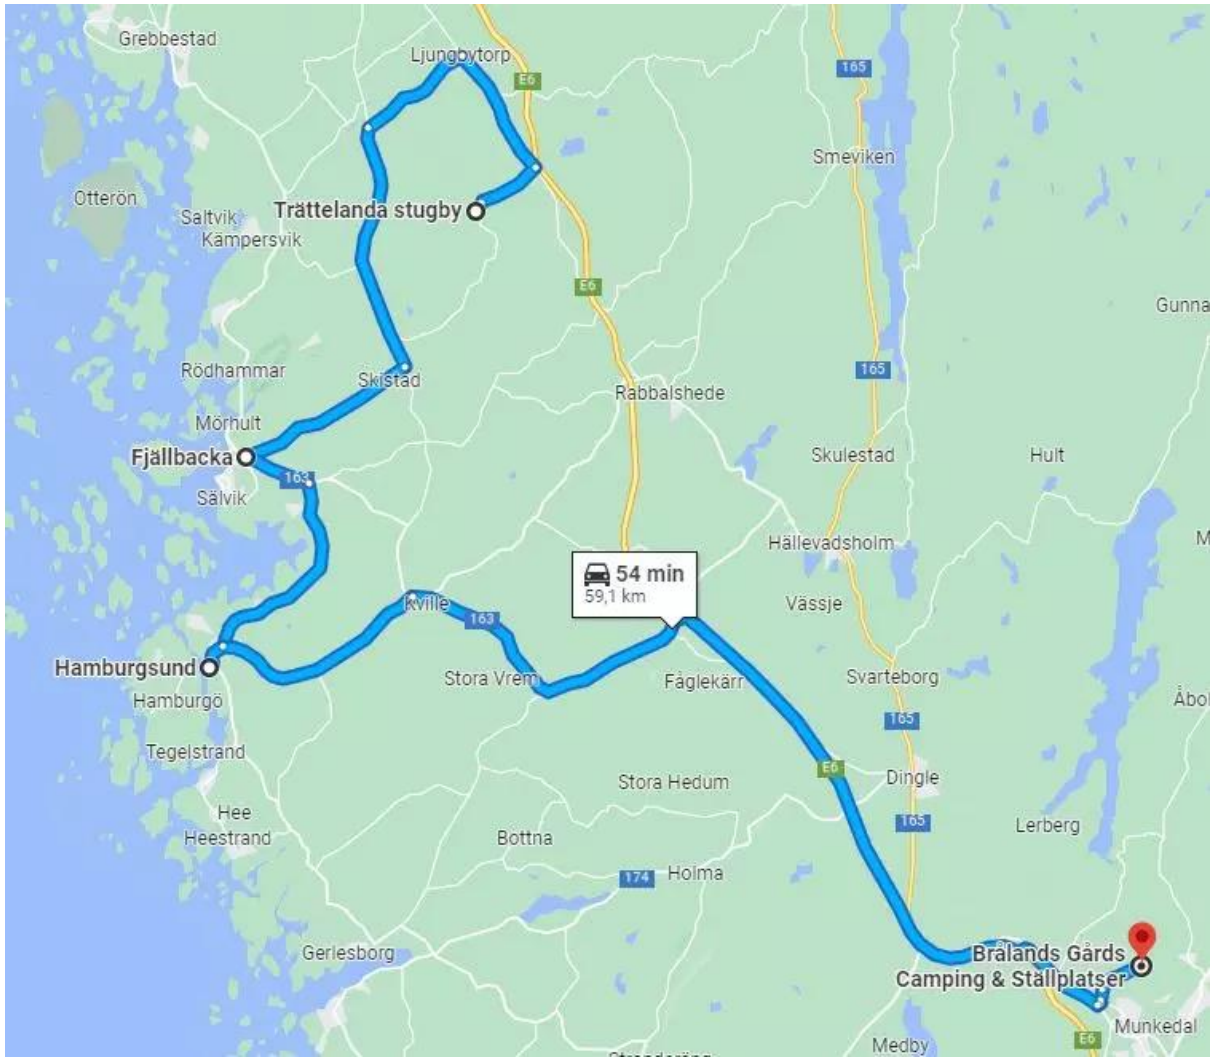 Grebbestad
Ljungbytorp
E6
165
Smeviken
Otterön
Trättelanda stugby
Saltvik
Kämpersvik
E6
Gunna
Rödhammar
Skistad
165
Rabbalshede
Mörhult
Fjällbacka
Skulestad
Hult
163
Sälvik
Hällevadsholm
M
54 min
59,1 km
Kville
163
Vässje
Hamburgsund
Stora Vrem
Fåglekärr
Svarteborg
Hamburgö
Åbol
165
Tegelstrand
E6
Dingle
Stora Hedum
Hee
Heestrand
Bottna
165
Lerberg
174
Holma
Gerlesborg
Brålands Gårds
Camping & Ställplatser
Munkedal
E6
Medby